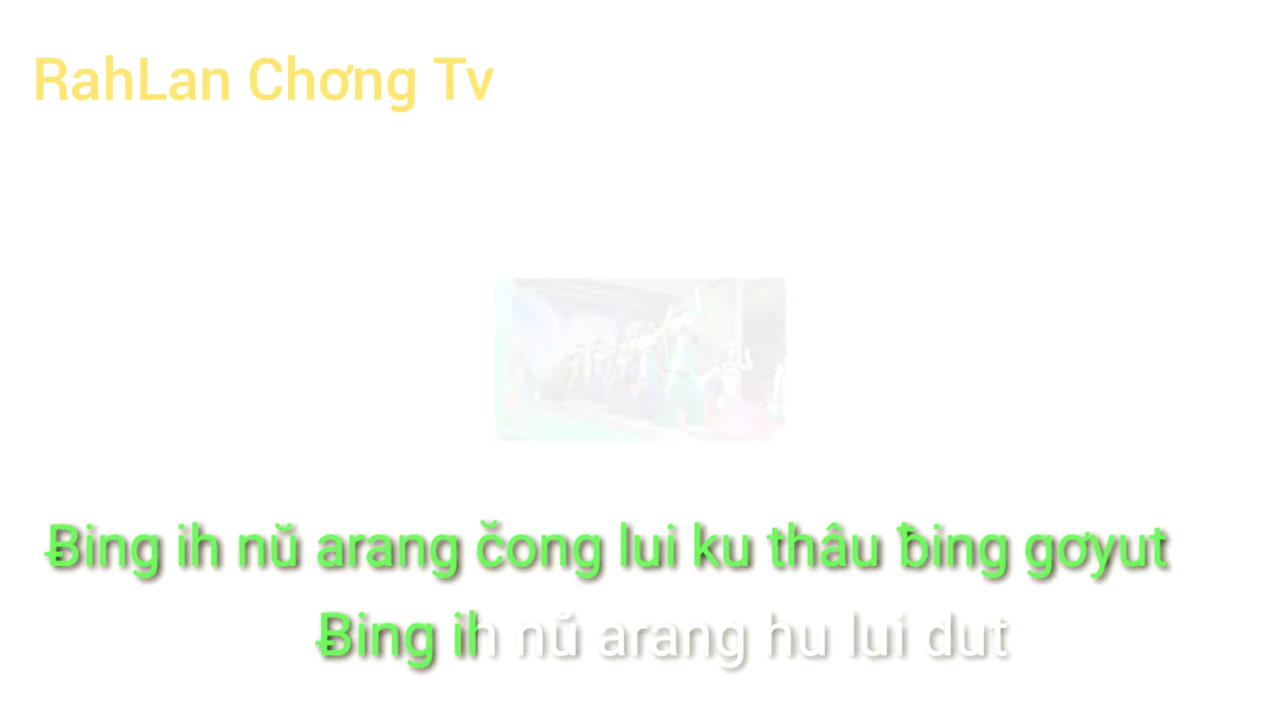 RahLan Chơng Tv
Ƀing ih nŭ arang čong lui ku thâu ƀing gơyut
Ƀing ih nŭ arang hu lui dut